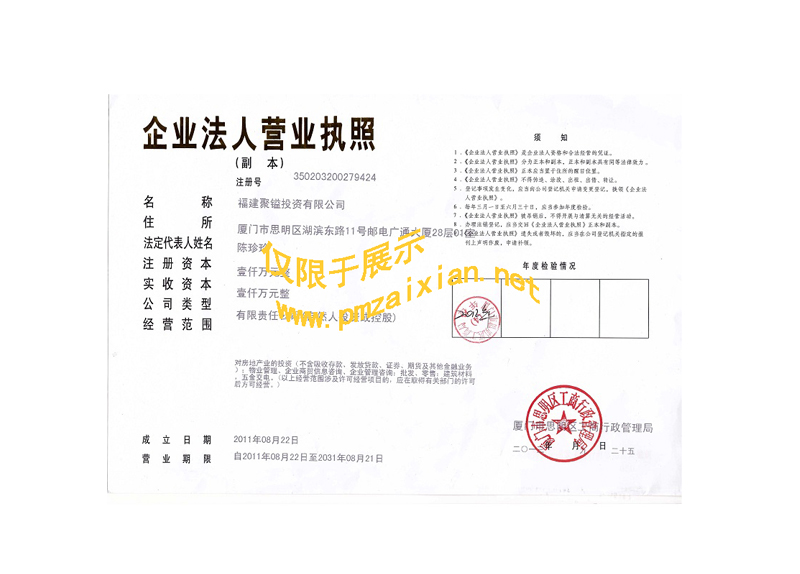 企业法人营业执照
(副 本)
注册号 350203200279424
名 称 福建聚镒投资有限公司
住 所 厦门市思明区湖滨东路11号邮电广通大厦28层01室
法定代表人姓名 陈珍珍
注 册 资 本 壹仟万元整
实 收 资 本 壹仟万元整
公 司 类 型 有限责任公司(自然人投资或控股)
经 营 范 围
对房地产业的投资（不含吸收存款、发放贷款、证券、期货及其他金融业务
）；物业管理、企业商贸信息咨询、企业管理咨询；批发、零售：建筑材料
、五金交电。（以上经营范围涉及许可经营项目的，应在取得有关部门的许可
后方可经营。）
成 立 日 期 2011年08月22日
营 业 期 限 自2011年08月22日至2031年08月21日
须 知
1．《企业法人营业执照》是企业法人资格和合法经营的凭证。
2．《企业法人营业执照》分为正本和副本，正本和副本具有同等法律效力。
3．《企业法人营业执照》正本应当置于住所的醒目位置。
4．《企业法人营业执照》不得伪造、涂改、出租、出借、转让。
5．登记事项发生变化，应当向公司登记机关申请变更登记，换领《企业法
人营业执照》。
6．每年三月一日至六月三十日，应当参加年度检验。
7．《企业法人营业执照》被吊销后，不得开展与清算无关的经营活动。
8．办理注销登记，应当交回《企业法人营业执照》正本和副本。
9．《企业法人营业执照》遗失或者毁坏的，应当在公司登记机关指定的报
刊上声明作废，申请补领。
年度检验情况
厦门市思明区工商行政管理局
年 月 日
二十五
厦门市思明区工商行政管理局
仅限于展示
www.pmzaixian.net